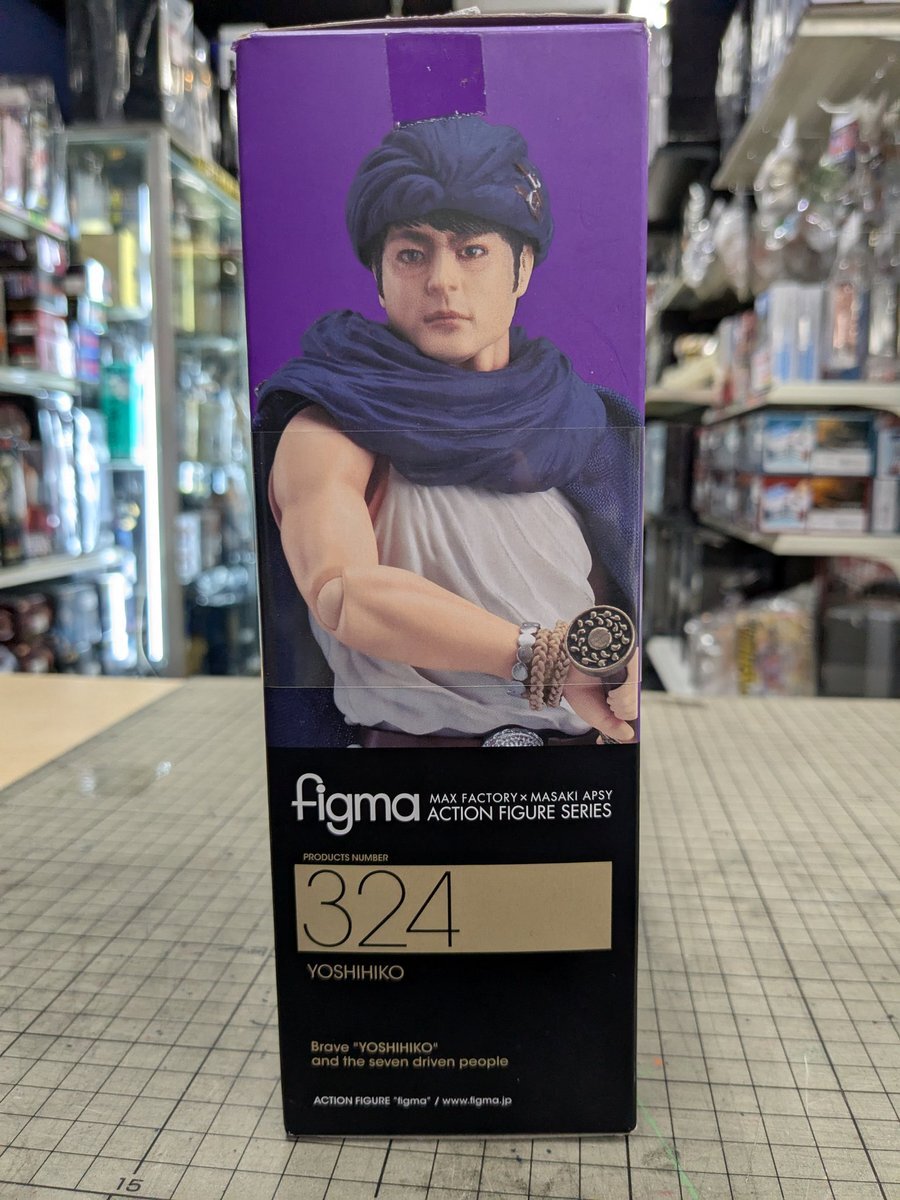 figma MAX FACTORY×MASAKI APSY
ACTION FIGURE SERIES
PRODUCTS NUMBER
324
YOSHIHIKO
Brave "YOSHIHIKO"
and the seven driven people
ACTION FIGURE "figma" / www.figma.jp
15